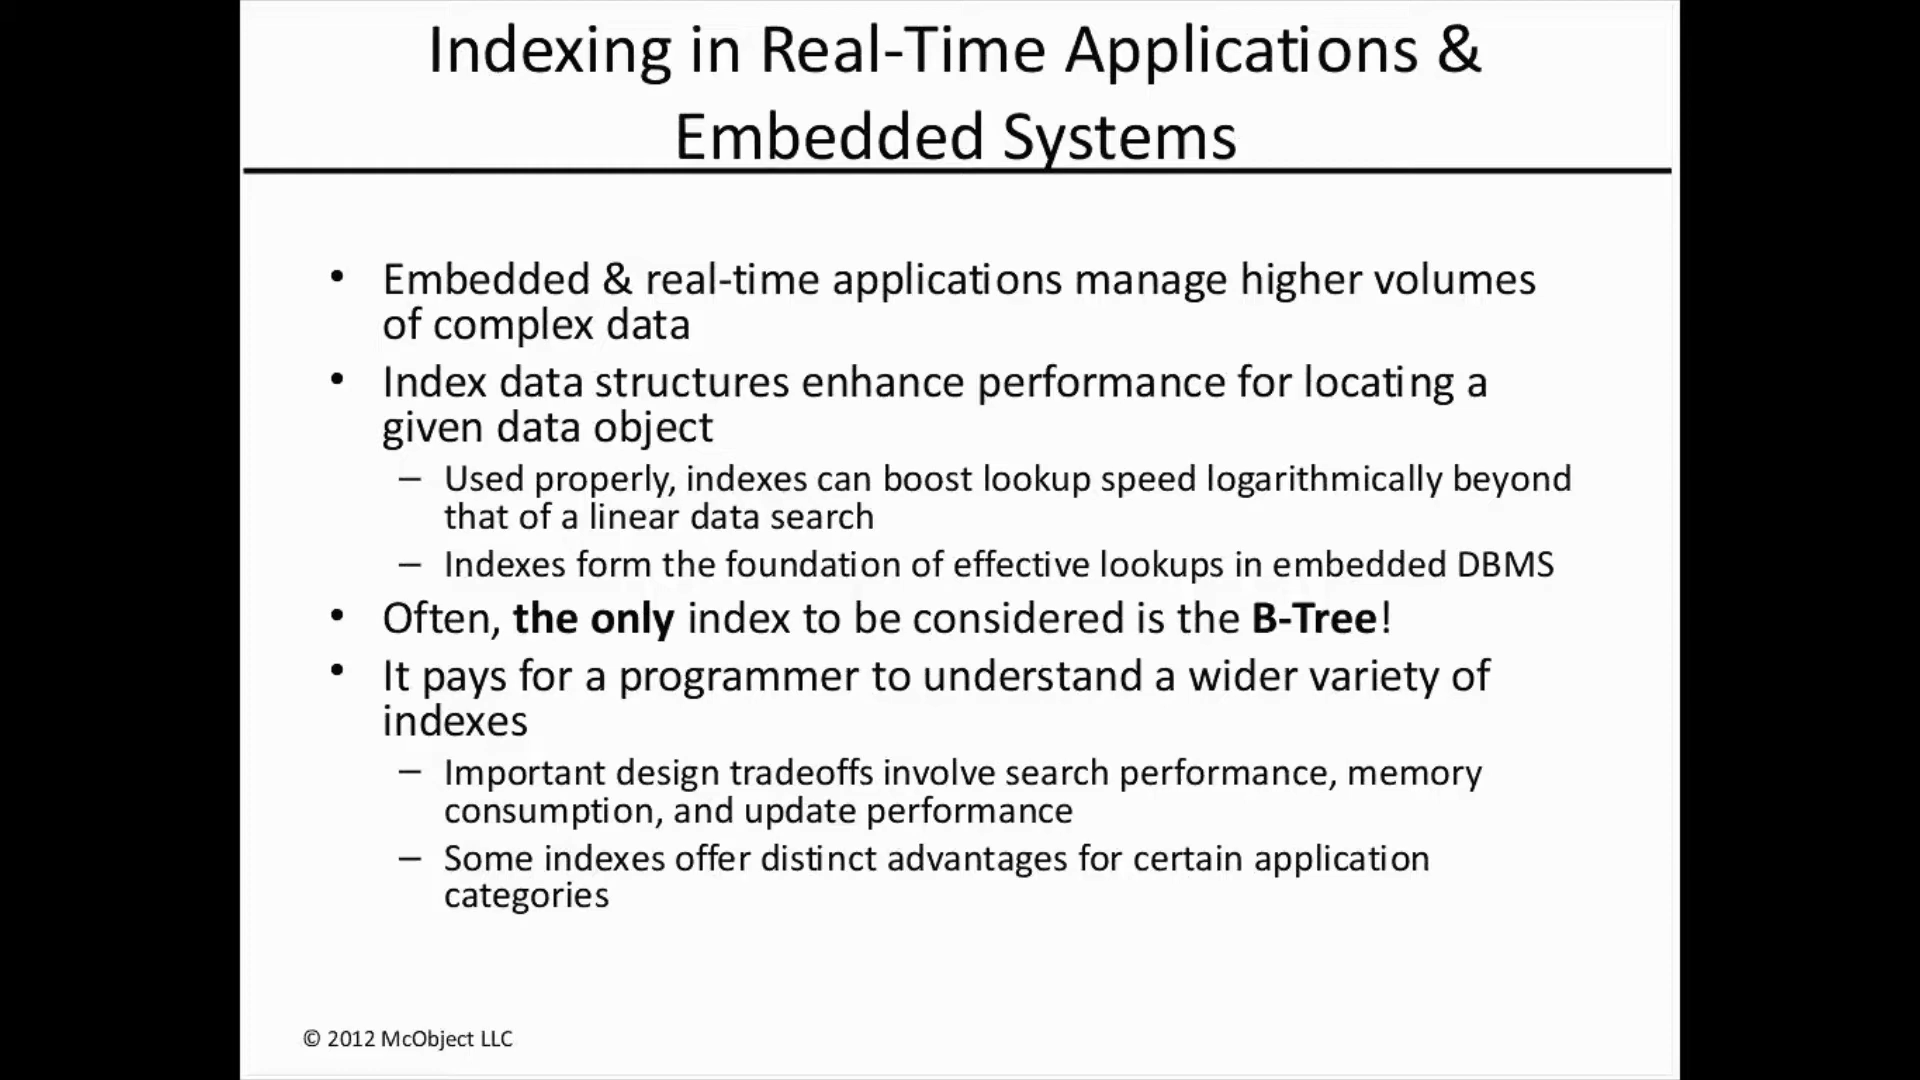 Indexing in Real-Time Applications &
Embedded Systems
• Embedded & real-time applications manage higher volumes
of complex data
• Index data structures enhance performance for locating a
given data object
– Used properly, indexes can boost lookup speed logarithmically beyond
that of a linear data search
– Indexes form the foundation of effective lookups in embedded DBMS
• Often, the only index to be considered is the B-Tree!
• It pays for a programmer to understand a wider variety of
indexes
– Important design tradeoffs involve search performance, memory
consumption, and update performance
– Some indexes offer distinct advantages for certain application
categories
© 2012 McObject LLC